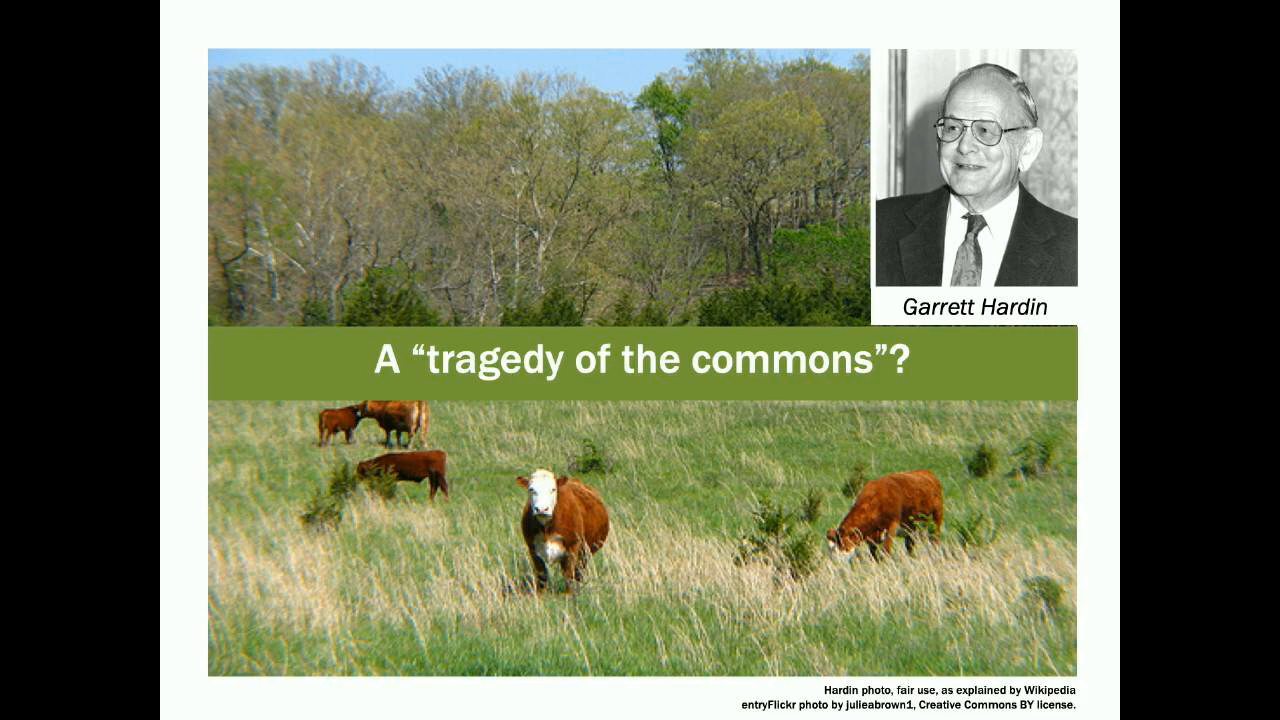 Garrett Hardin
A “tragedy of the commons”?
Hardin photo, fair use, as explained by Wikipedia
entryFlickr photo by julieabrown1, Creative Commons BY license.